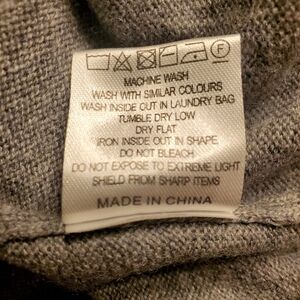 F
MACHINE WASH
WASH WITH SIMILAR COLOURS
WASH INSIDE OUT IN LAUNDRY BAG
TUMBLE DRY LOW
DRY FLAT
IRON INSIDE OUT IN SHAPE
DO NOT BLEACH
DO NOT EXPOSE TO EXTREME LIGHT
SHIELD FROM SHARP ITEMS
MADE IN CHINA